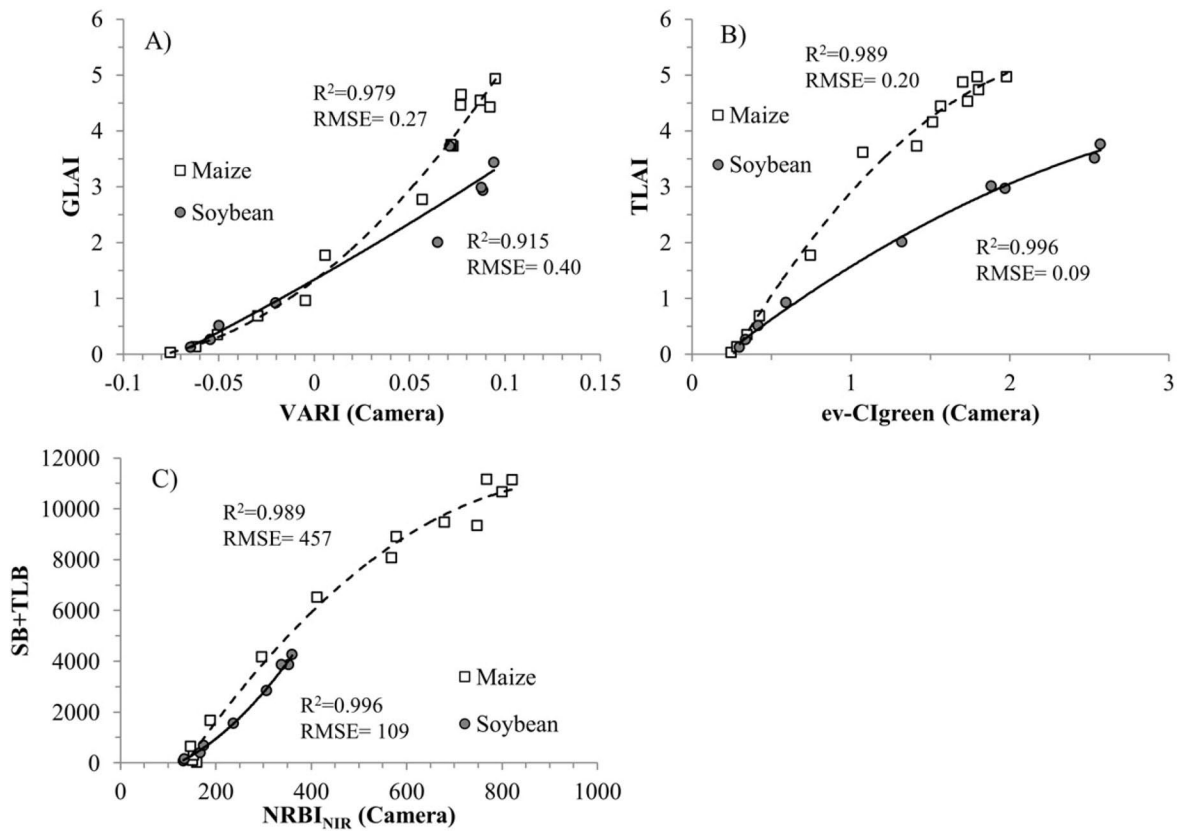 A)
GLAI
6
5
4
3
2
1
0
R²=0.979
RMSE= 0.27
Maize
Soybean
R²=0.915
RMSE= 0.40
-0.1 -0.05 0 0.05 0.1 0.15
VARI (Camera)
B)
TLAI
6
5
4
3
2
1
0
R²=0.989
RMSE= 0.20
Maize
Soybean
R²=0.996
RMSE= 0.09
0 1 2 3
ev-CIgreen (Camera)
C)
SB+TLB
12000
10000
8000
6000
4000
2000
0
R²=0.989
RMSE= 457
Maize
Soybean
R²=0.996
RMSE= 109
0 200 400 600 800 1000
NRBI_NIR (Camera)